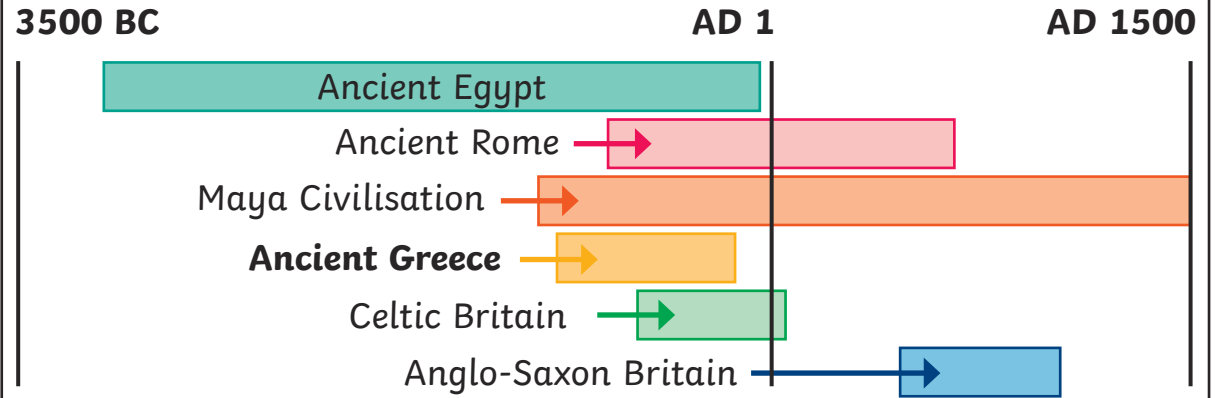 3500 BC AD 1 AD 1500
Ancient Egypt
Ancient Rome
Maya Civilisation
Ancient Greece
Celtic Britain
Anglo-Saxon Britain